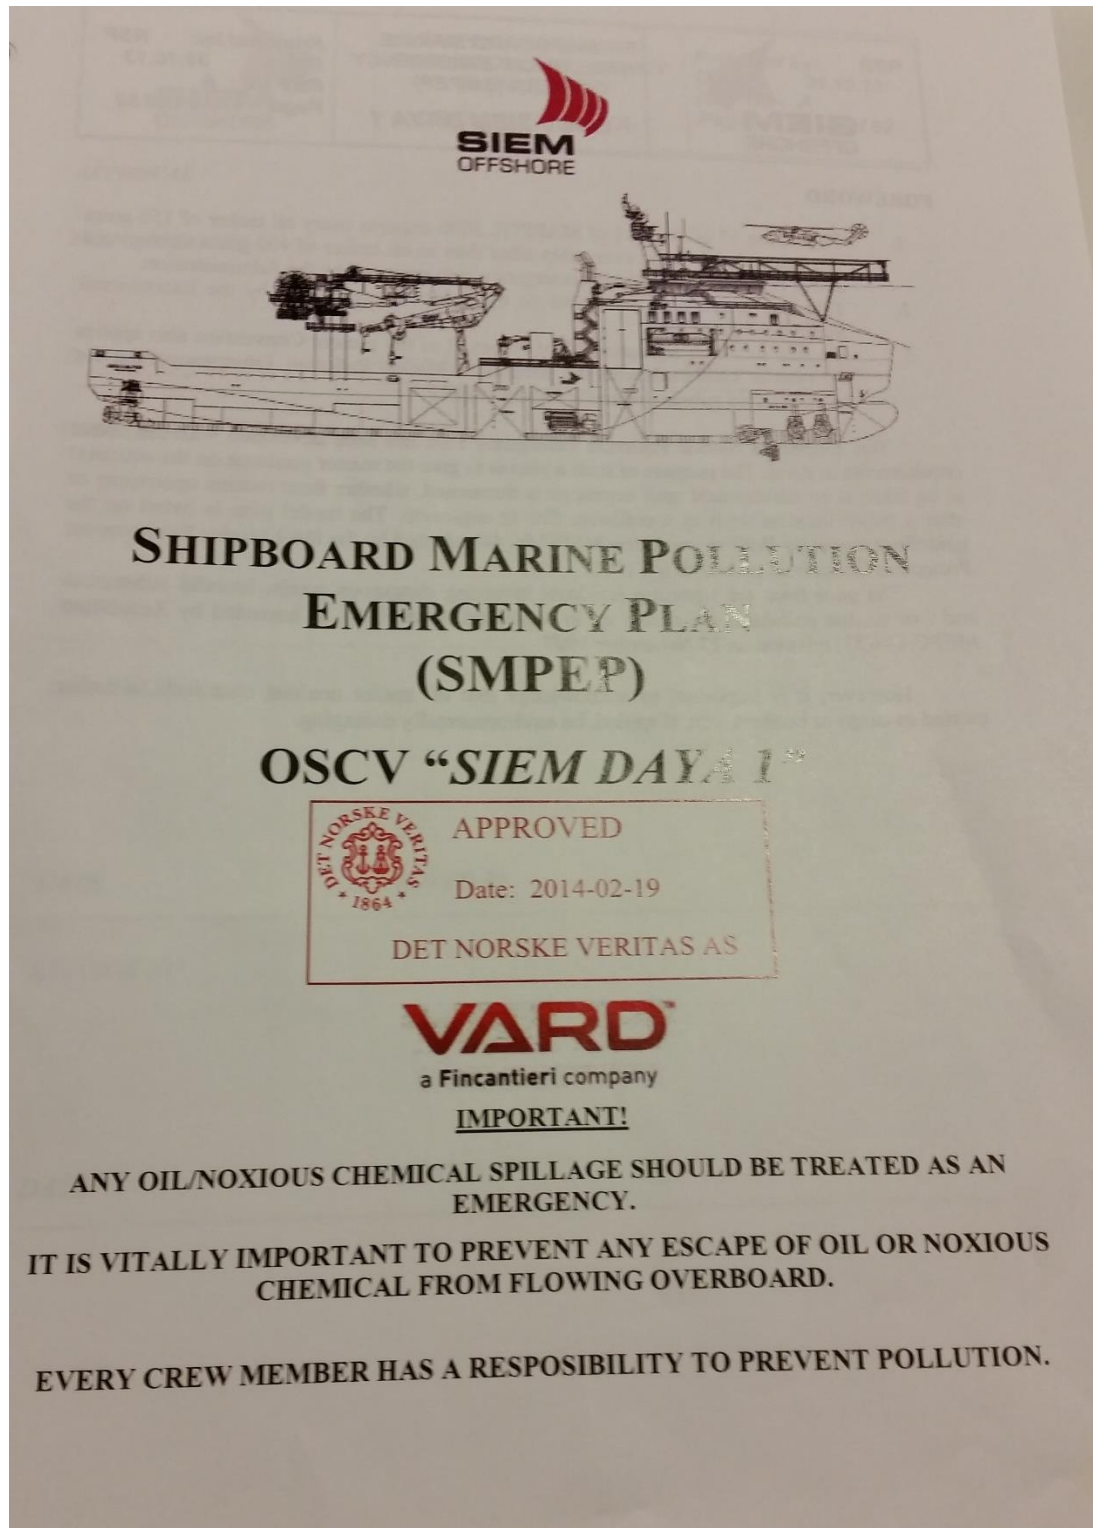 SIEM
OFFSHORE
SHIPBOARD MARINE POLLUTION
EMERGENCY PLAN
(SMPEP)
OSCV “SIEM DAYA 1”
DET NORSKE VERITAS
1864
APPROVED
Date: 2014-02-19
DET NORSKE VERITAS AS
VARD™
a Fincantieri company
IMPORTANT!
ANY OIL/NOXIOUS CHEMICAL SPILLAGE SHOULD BE TREATED AS AN
EMERGENCY.
IT IS VITALLY IMPORTANT TO PREVENT ANY ESCAPE OF OIL OR NOXIOUS
CHEMICAL FROM FLOWING OVERBOARD.
EVERY CREW MEMBER HAS A RESPOSIBILITY TO PREVENT POLLUTION.